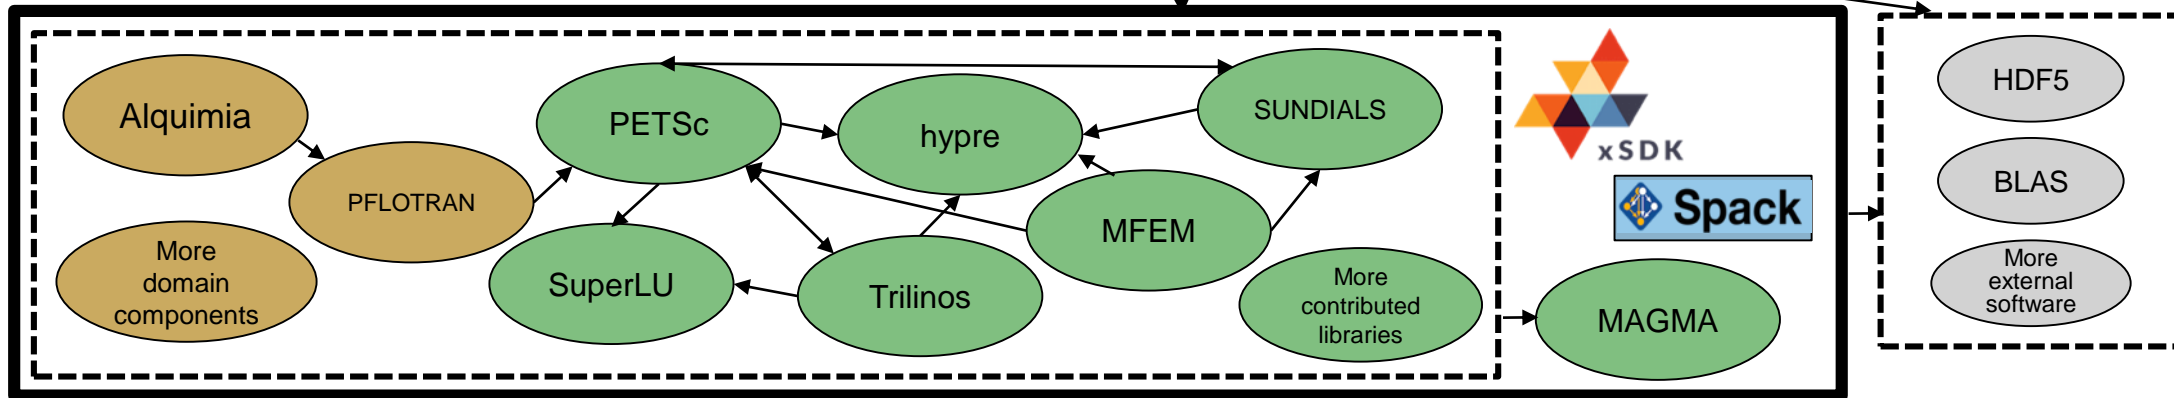 Alquimia
PFLOTRAN
More
domain
components
PETSc
SuperLU
hypre
Trilinos
SUNDIALS
MFEM
More
contributed
libraries
xSDK
Spack
MAGMA
HDF5
BLAS
More
external
software